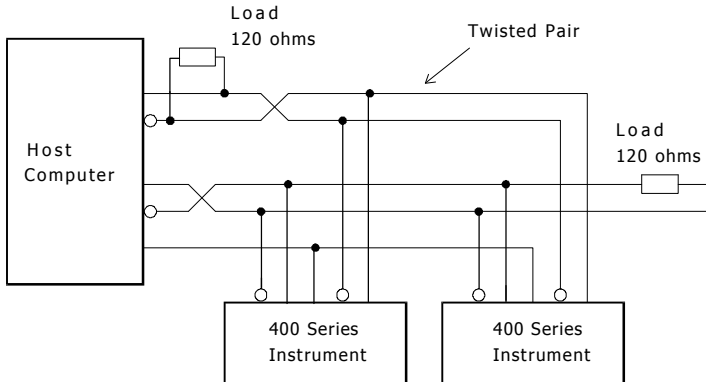 Load
120 ohms
Twisted Pair
Load
120 ohms
Host
Computer
400 Series
Instrument
400 Series
Instrument